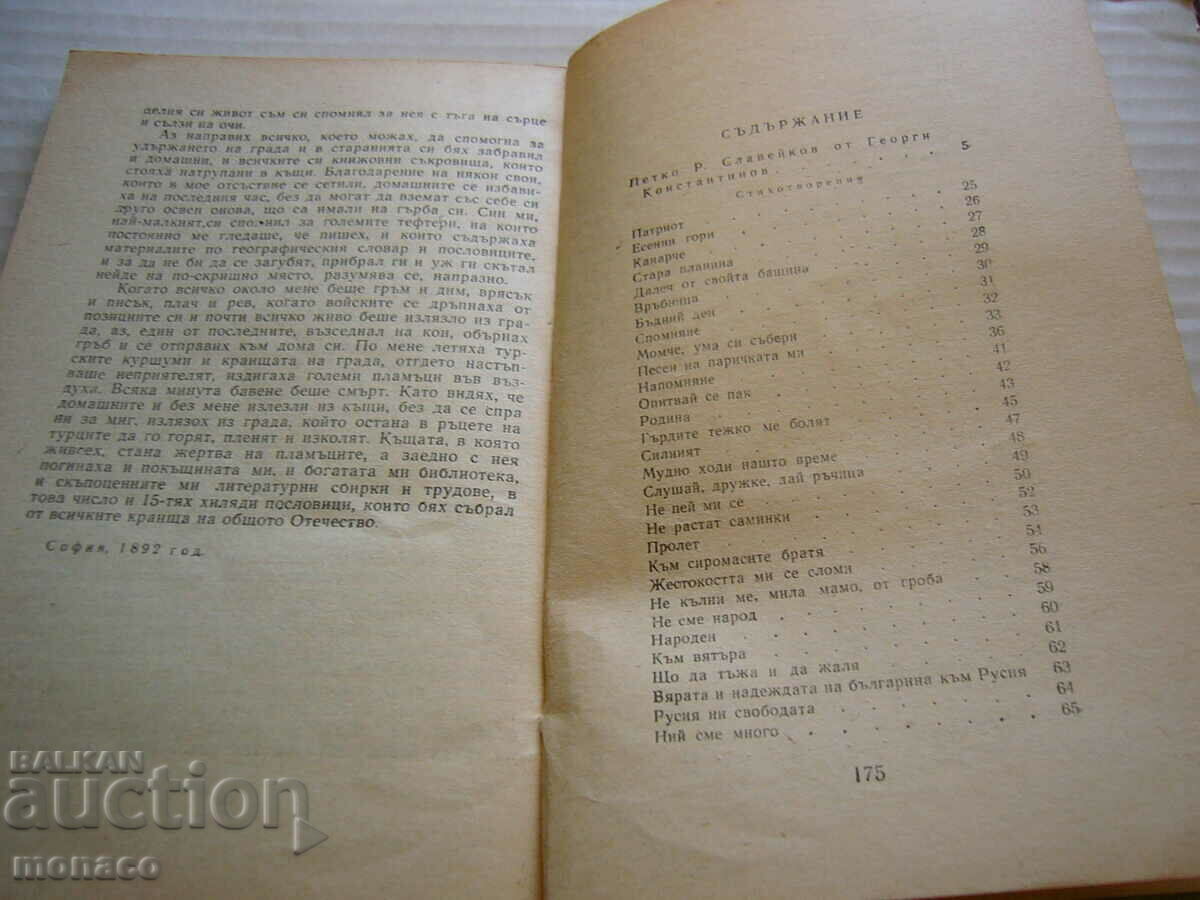 целия си живот съм си спомнил за нея с тъга на сърце
и сълзи на очи.
Аз направих всичко, което можах, да спомогна за
удържането на града и в старанията си бях забравил
и домашни, и всичките си книжовни съкровища, които
стояха натрупани в къщи. Благодарение на някои свои,
които в мое отсъствие се сетили, домашните се избави-
ха на последния час, без да могат да вземат със себе си
друго освен онова, що са имали на гърба си. Син ми,
най-малкият, си спомнил за големите тефтери, на които
постоянно ме гледаше, че пишех, и които съдържаха
материалите по географическия словар и пословиците,
и за да не би да се загубят, прибрал ги и уж ги скътал
нейде на по-скришно място, разумява се, напразно.
Когато всичко около мене беше гръм и дим, врясък
и писък, плач и рев, когато войските се дръпнаха от
позициите си и почти всичко живо беше излязло из гра-
да, аз, един от последните, възседнал на кон, обърнах
гръб и се отправих към дома си. По мене летяха тур-
ските куршуми и краищата на града, отгдето настъп-
ваше неприятелят, издигаха големи пламъци във въз-
духа. Всяка минута бавене беше смърт. Като видях, че
домашните и без мене излезли из къщи, без да се спра
ни за миг, излязох из града, който остана в ръцете на
турците да го горят, пленят и изколят. Къщата, в която
живеех, стана жертва на пламъците, а заедно с нея
погинаха и покъщнината ми, и богатата ми библиотека,
и скъпоценните ми литературни сбирки и трудове, в
това число и 15-тях хиляди пословици, които бях събрал
от всичките краища на общото Отечество.
София, 1892 год.
СЪДЪРЖАНИЕ
Петко р. Славейков от Георги
Константинов . . . . . . 5
Стихотворения
Патриот . . . . . . 25
Есенни гори . . . . . . 26
Канарче . . . . . . 27
Стара планина . . . . . . 28
Далеч от свойта башина . . . . . . 29
Връбнеша . . . . . . 30
Бъдний ден . . . . . . 31
Спомняне . . . . . . 32
Момче, ума си събери . . . . . . 33
Песен на паричката ми . . . . . . 36
Напомняне . . . . . . 41
Опитвай се пак . . . . . . 42
Родина . . . . . . 43
Гърдите тежко ме болят . . . . . . 45
Силният . . . . . . 47
Мудно ходи нашто време . . . . . . 48
Слушай, дружке, дай ръчица . . . . . . 49
Не пей ми се . . . . . . 50
Не растат саминки . . . . . . 52
Пролет . . . . . . 53
Към сиромасите братя . . . . . . 54
Жестокостта ми се сломи . . . . . . 56
Не кълни ме, мила мамо, от гроба . . . 58
Не сме народ . . . . . . 59
Народен . . . . . . 60
Към вятъра . . . . . . 61
Що да тъжа и да жаля . . . . . . 62
Вярата и надеждата на българина към Русия 63
Русия ни свободата . . . . . . 64
Ний сме много . . . . . . 65
175
BALKAN
auction
monaco